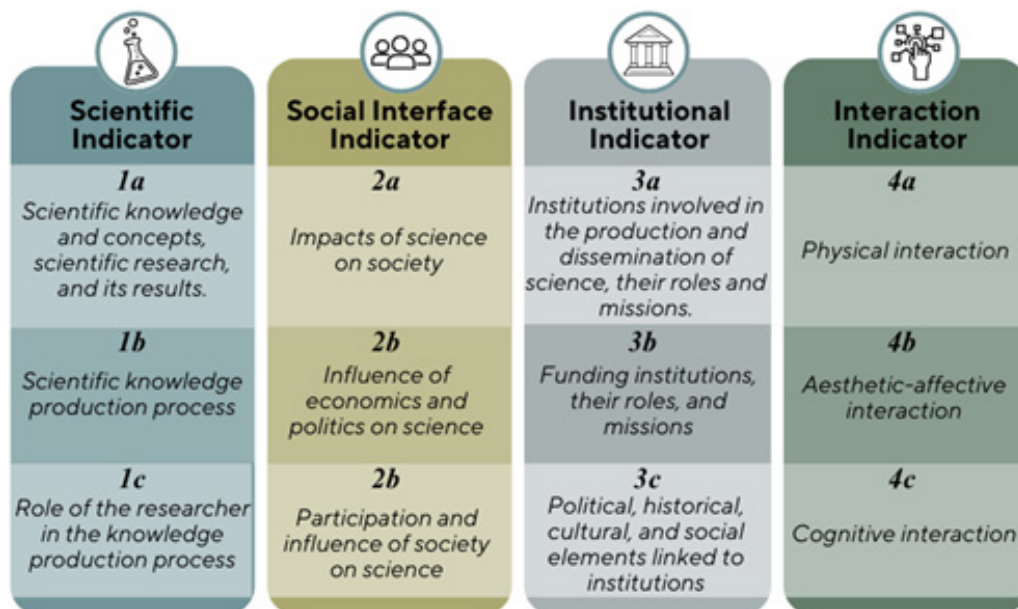 Scientific
Indicator
1a
Scientific knowledge
and concepts,
scientific research,
and its results.
1b
Scientific knowledge
production process
1c
Role of the researcher
in the knowledge
production process
Social Interface
Indicator
2a
Impacts of science
on society
2b
Influence of
economics and
politics on science
2b
Participation and
influence of society
on science
Institutional
Indicator
3a
Institutions involved in
the production and
dissemination of
science, their roles and
missions.
3b
Funding institutions,
their roles, and
missions
3c
Political, historical,
cultural, and social
elements linked to
institutions
Interaction
Indicator
4a
Physical interaction
4b
Aesthetic-affective
interaction
4c
Cognitive interaction